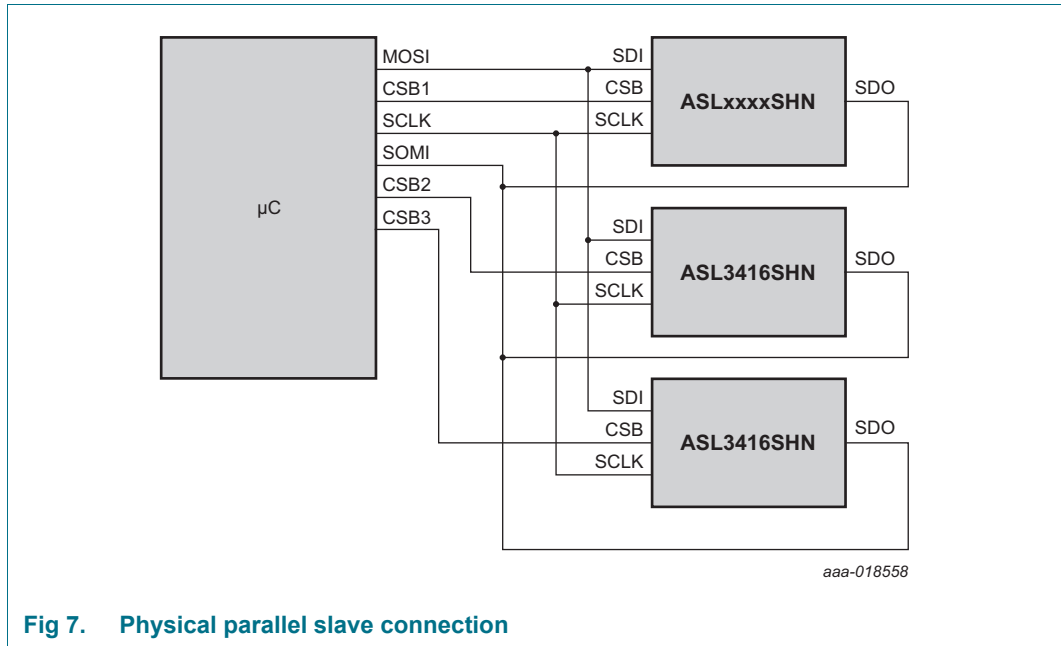 MOSI
CSB1
SCLK
SOMI
CSB2
CSB3
µC
SDI
CSB
SCLK
ASLxxxxSHN
SDO
SDI
CSB
SCLK
ASL3416SHN
SDO
SDI
CSB
SCLK
ASL3416SHN
SDO
aaa-018558
Fig 7. Physical parallel slave connection